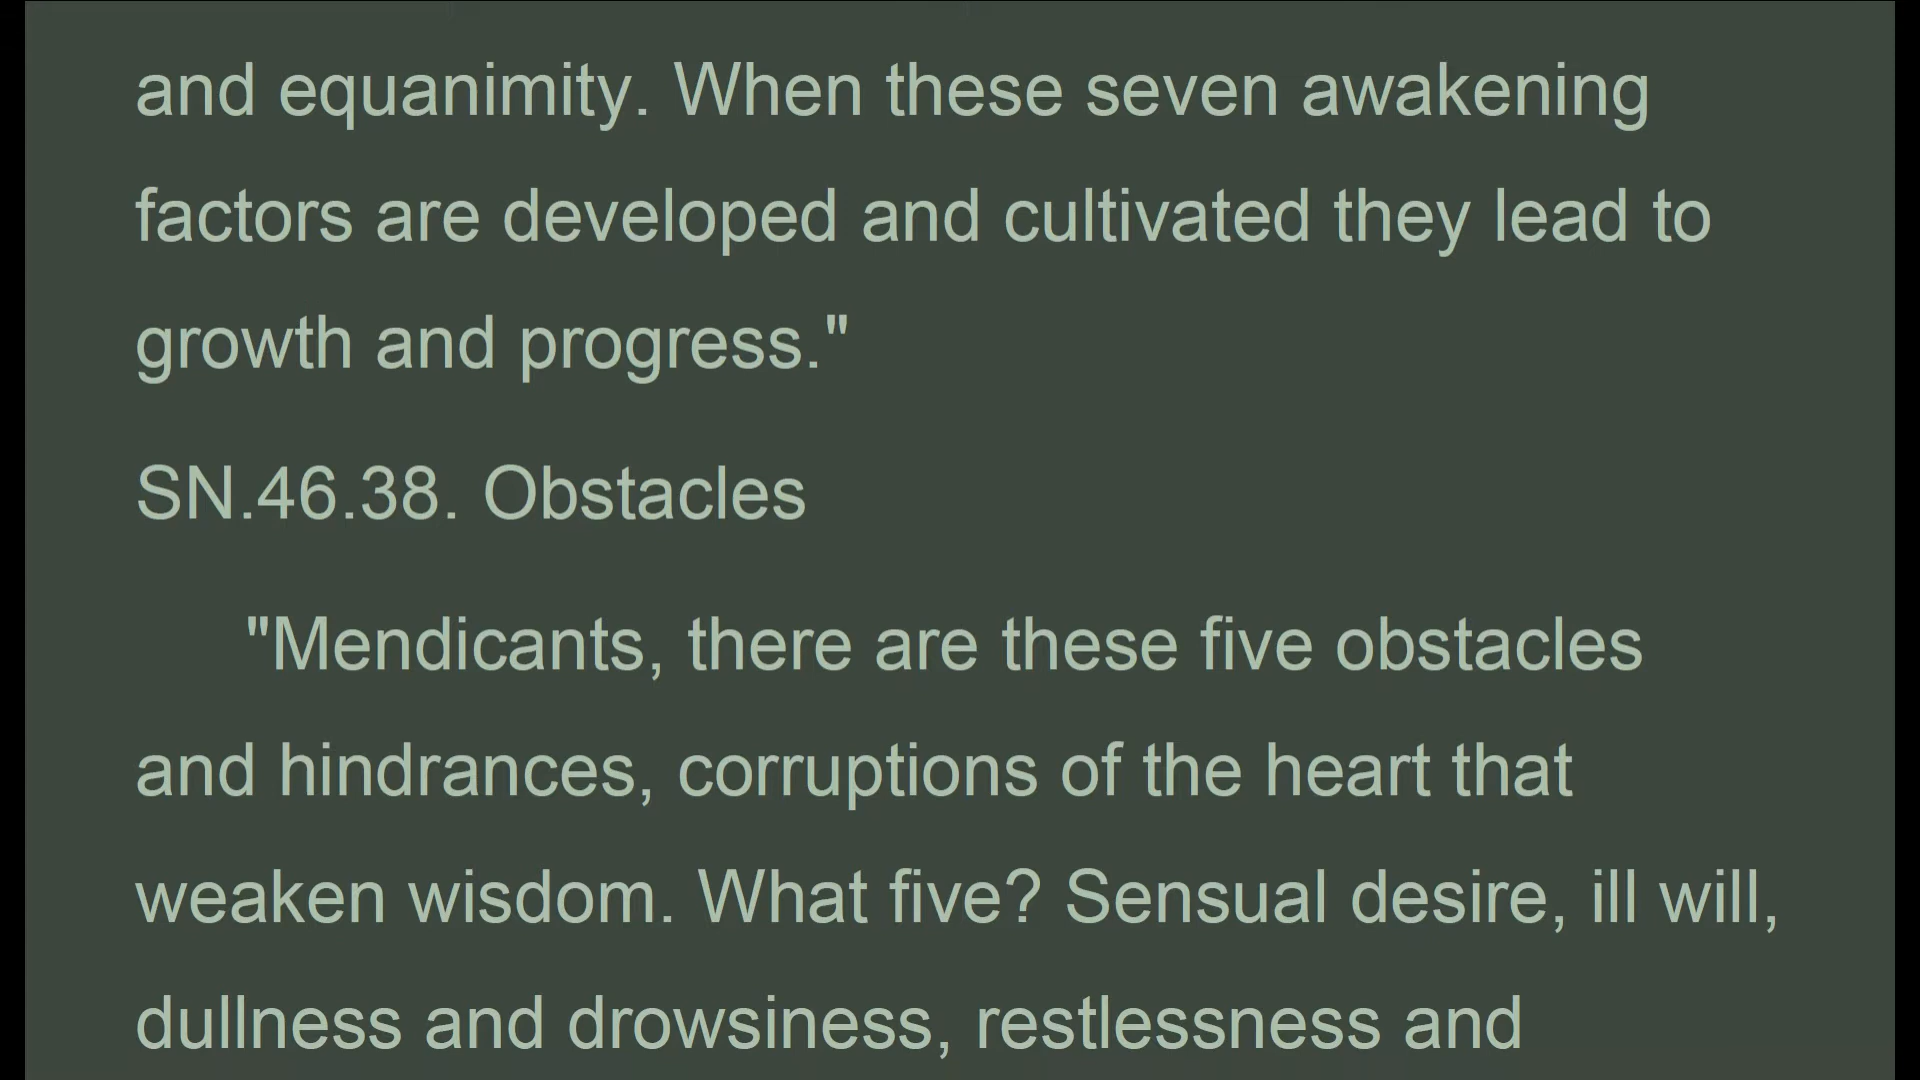 and equanimity. When these seven awakening
factors are developed and cultivated they lead to
growth and progress."
SN.46.38. Obstacles
"Mendicants, there are these five obstacles
and hindrances, corruptions of the heart that
weaken wisdom. What five? Sensual desire, ill will,
dullness and drowsiness, restlessness and